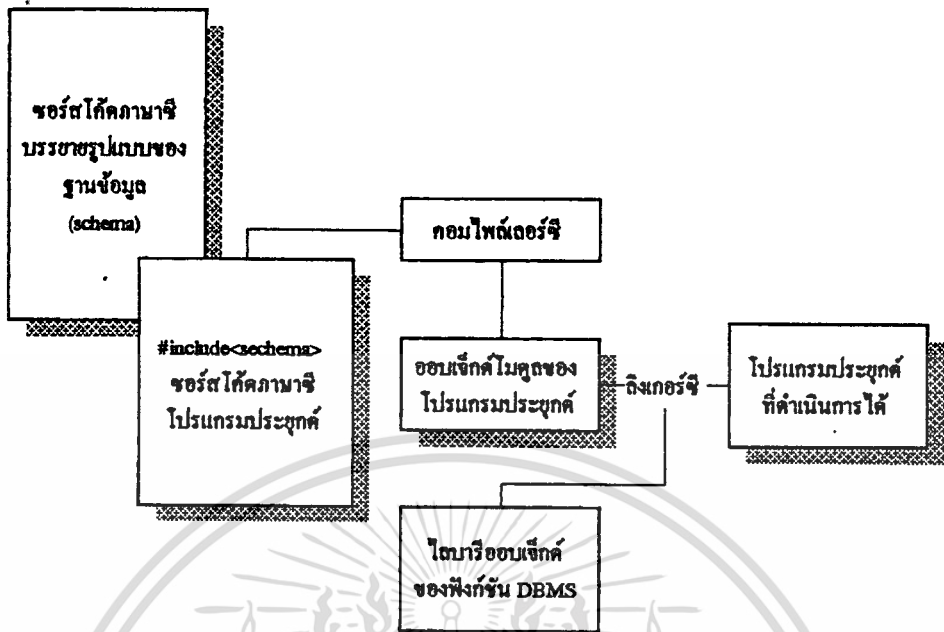 ซอร์สโค้ดภาษาซี
บรรยายรูปแบบของ
ฐานข้อมูล
(schema)
คอมไพล์เลอร์ซี
#include<sechema>
ซอร์สโค้ดภาษาซี
โปรแกรมประยุกต์
ออบเจ็กต์โมดูลของ
โปรแกรมประยุกต์
ลิงเกอร์ซี
โปรแกรมประยุกต์
ที่ดำเนินการได้
ไลบารีออบเจ็กต์
ของฟังก์ชัน DBMS